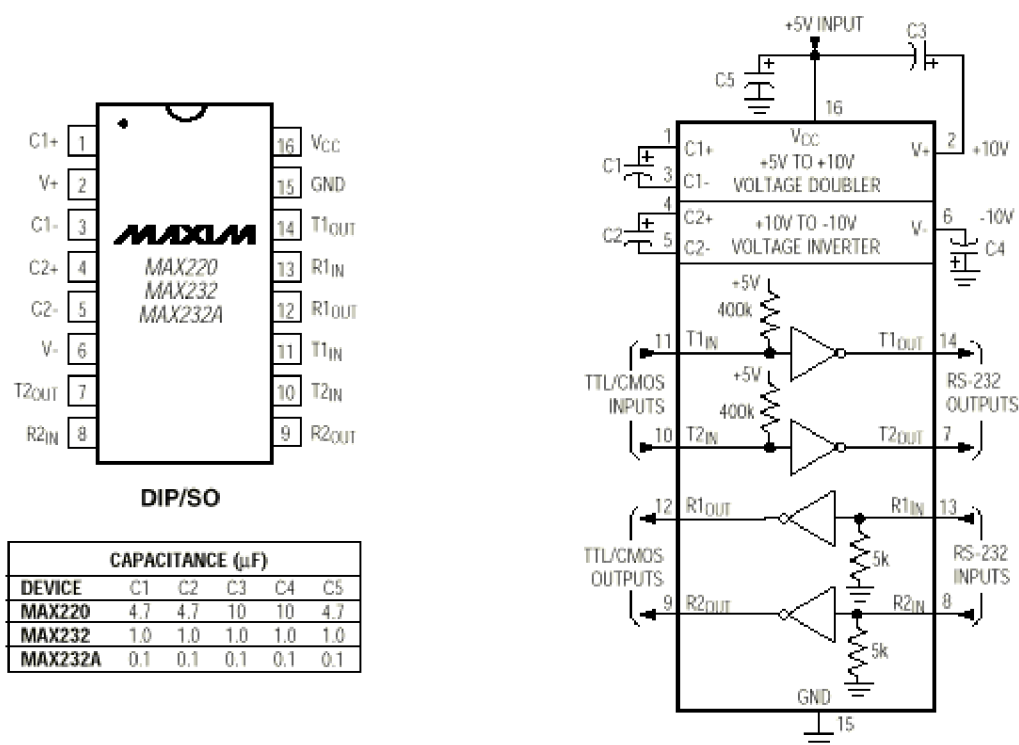 C1+ 1
V+ 2
C1- 3
C2+ 4
C2- 5
V- 6
T2OUT 7
R2IN 8
MAXIM
MAX220
MAX232
MAX232A
16 VCC
15 GND
14 T1OUT
13 R1IN
12 R1OUT
11 T1IN
10 T2IN
9 R2OUT
DIP/SO
CAPACITANCE (μF)
DEVICE C1 C2 C3 C4 C5
MAX220 4.7 4.7 10 10 4.7
MAX232 1.0 1.0 1.0 1.0 1.0
MAX232A 0.1 0.1 0.1 0.1 0.1
+5V INPUT
C3
+
C5
+
16
VCC
1
C1+
C1
+
3
C1-
+5V TO +10V
VOLTAGE DOUBLER
V+
2
+10V
4
C2+
C2
+
5
C2-
+10V TO -10V
VOLTAGE INVERTER
V-
6
-10V
C4
+
+5V
400k
11
T1IN
T1OUT
14
TTL/CMOS
INPUTS
+5V
400k
RS-232
OUTPUTS
10
T2IN
T2OUT
7
12
R1OUT
R1IN
13
TTL/CMOS
OUTPUTS
5k
RS-232
INPUTS
9
R2OUT
R2IN
8
5k
GND
15